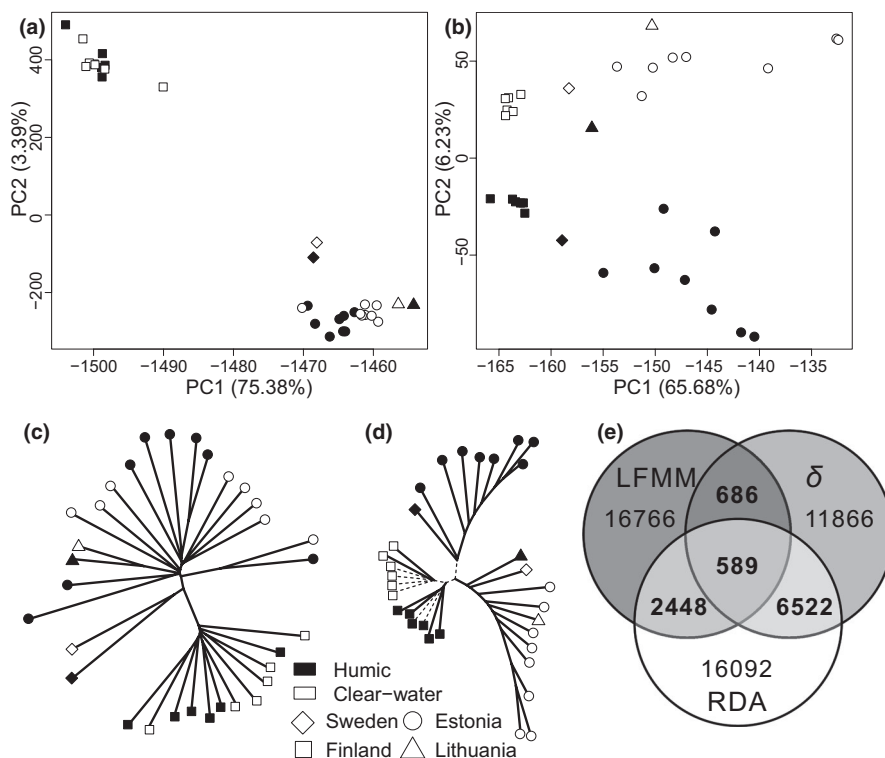 (a)
PC2 (3.39%)
400
200
0
−200
−1500
−1490
−1480
−1470
−1460
PC1 (75.38%)
(b)
PC2 (6.23%)
50
0
−50
−165
−160
−155
−150
−145
−140
−135
PC1 (65.68%)
(c)
(d)
Humic
Clear−water
Sweden
Estonia
Finland
Lithuania
(e)
LFMM
16766
686
δ
11866
589
2448
6522
16092
RDA